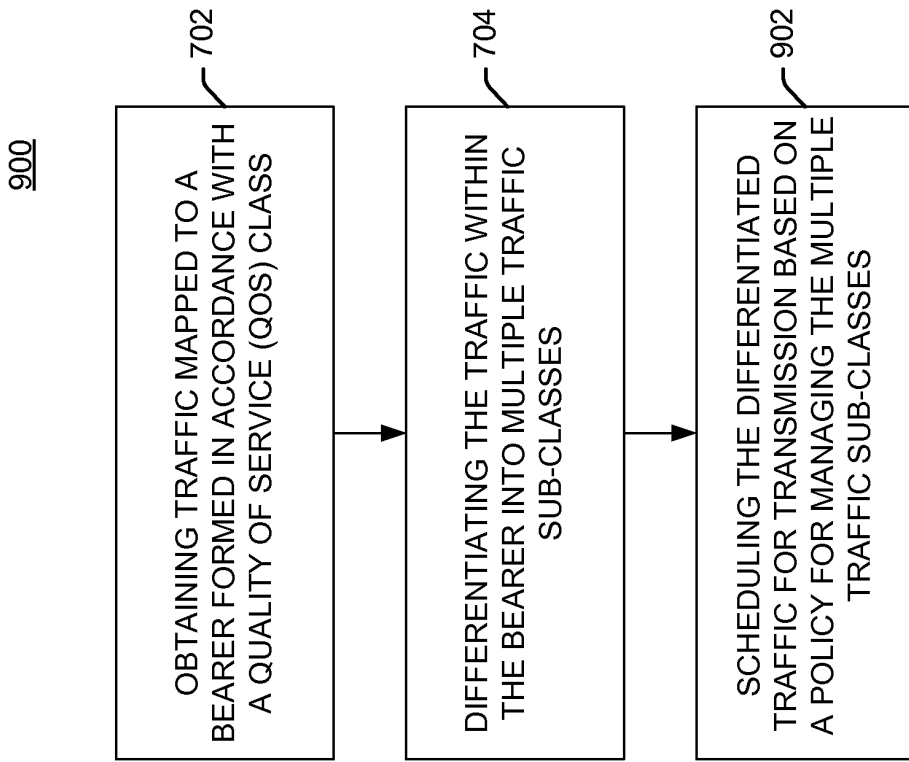 900
OBTAINING TRAFFIC MAPPED TO A
BEARER FORMED IN ACCORDANCE WITH
A QUALITY OF SERVICE (QOS) CLASS
702
DIFFERENTIATING THE TRAFFIC WITHIN
THE BEARER INTO MULTIPLE TRAFFIC
SUB-CLASSES
704
SCHEDULING THE DIFFERENTIATED
TRAFFIC FOR TRANSMISSION BASED ON
A POLICY FOR MANAGING THE MULTIPLE
TRAFFIC SUB-CLASSES
902